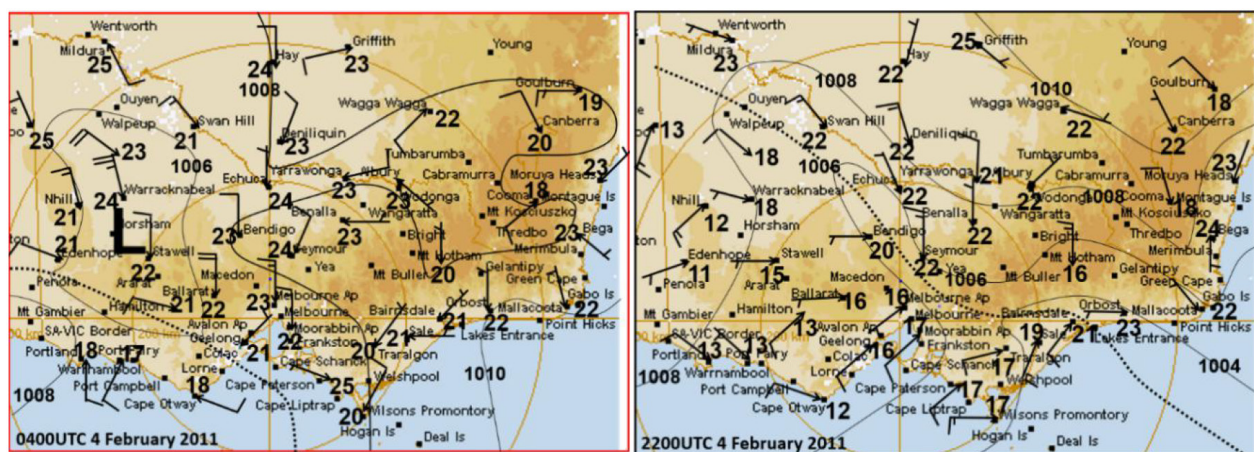 Wentworth
Mildura
25
Hay
24
1008
Griffith
23
Young
Ouyen
Walpeup
25
23
Swan Hill
21
1006
Deniliquin
23
Wagga Wagga
22
Goulburn
19
Canberra
20
Tumbarumba
Cabramurra
Nhill
21
Warracknabeal
24
Echuca
24
Yarrawonga
23
Albury
Wodonga
23
Wangaratta
Cooma
18
Moruya Heads
23
Montague Is
Mt Kosciuszko
Thredbo
Bega
23
Merimbula
L
Horsham
21
Edenhope
Stawell
22
Bendigo
23
Benalla
23
24
Seymour
Yea
Bright
Mt Buller
Mt Hotham
20
Gelantipy
Green Cape
Gabo Is
22
Penola
Ararat
Ballarat
22
Macedon
Hamilton
21
23
Melbourne Ap
Melbourne
Mt Gambier
SA-VIC Border
200 km
Avalon Ap
Geelong
21
Moorabbin Ap
22
Frankston
Bairnsdale
21
Sale
Orbost
21
Mallacoota
22
Lakes Entrance
Point Hicks
Portland
18
Port Fairy
17
Warrnambool
Colac
Lorne
Port Campbell
18
Cape Otway
Cape Schanck
Cape Paterson
25
Cape Liptrap
20
Traralgon
Welshpool
20
Wilsons Promontory
Hogan Is
Deal Is
1010
1008
0400UTC 4 February 2011
Wentworth
Mildura
23
Hay
22
1008
25
Griffith
Young
1010
Ouyen
Walpeup
13
18
Swan Hill
22
1006
Deniliquin
22
Wagga Wagga
22
Goulburn
18
Canberra
22
Tumbarumba
Cabramurra
Nhill
12
Warracknabeal
18
Echuca
22
Yarrawonga
21
Albury
Wodonga
22
Wangaratta
1008
Cooma
18
Moruya Heads
23
Montague Is
Mt Kosciuszko
Thredbo
Bega
24
Merimbula
Horsham
Edenhope
11
Stawell
15
Bendigo
20
Benalla
22
Seymour
22
Yea
1006
Bright
Mt Buller
Mt Hotham
16
Gelantipy
Green Cape
Gabo Is
22
Penola
Ararat
Ballarat
16
Macedon
16
Hamilton
13
Melbourne Ap
Melbourne
17
Mt Gambier
SA-VIC Border
Avalon Ap
Geelong
16
Moorabbin Ap
Frankston
Bairnsdale
19
Sale
Orbost
21
23
Mallacoota
Lakes Entrance
Point Hicks
Portland
13
Port Fairy
13
Warrnambool
Colac
Lorne
Port Campbell
Cape Otway
12
Cape Schanck
Cape Paterson
17
Cape Liptrap
17
Traralgon
17
Welshpool
Wilsons Promontory
Hogan Is
Deal Is
1004
1008
2200UTC 4 February 2011